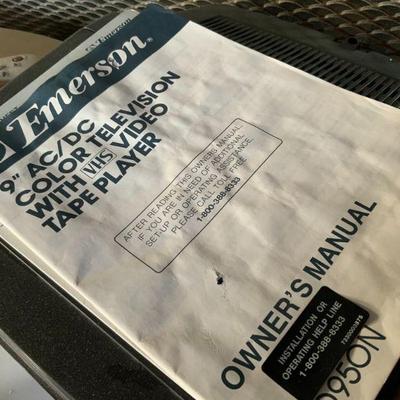 Emerson
Emerson®
9" AC/DC
COLOR TELEVISION
WITH VHS VIDEO
TAPE PLAYER
AFTER READING THIS OWNER'S MANUAL,
IF YOU ARE IN NEED OF ADDITIONAL
SET-UP OR OPERATING ASSISTANCE,
PLEASE CALL TOLL FREE.
1-800-388-8333
OWNER'S MANUAL
INSTALLATION OR
OPERATING HELP LINE
1-800-388-8333